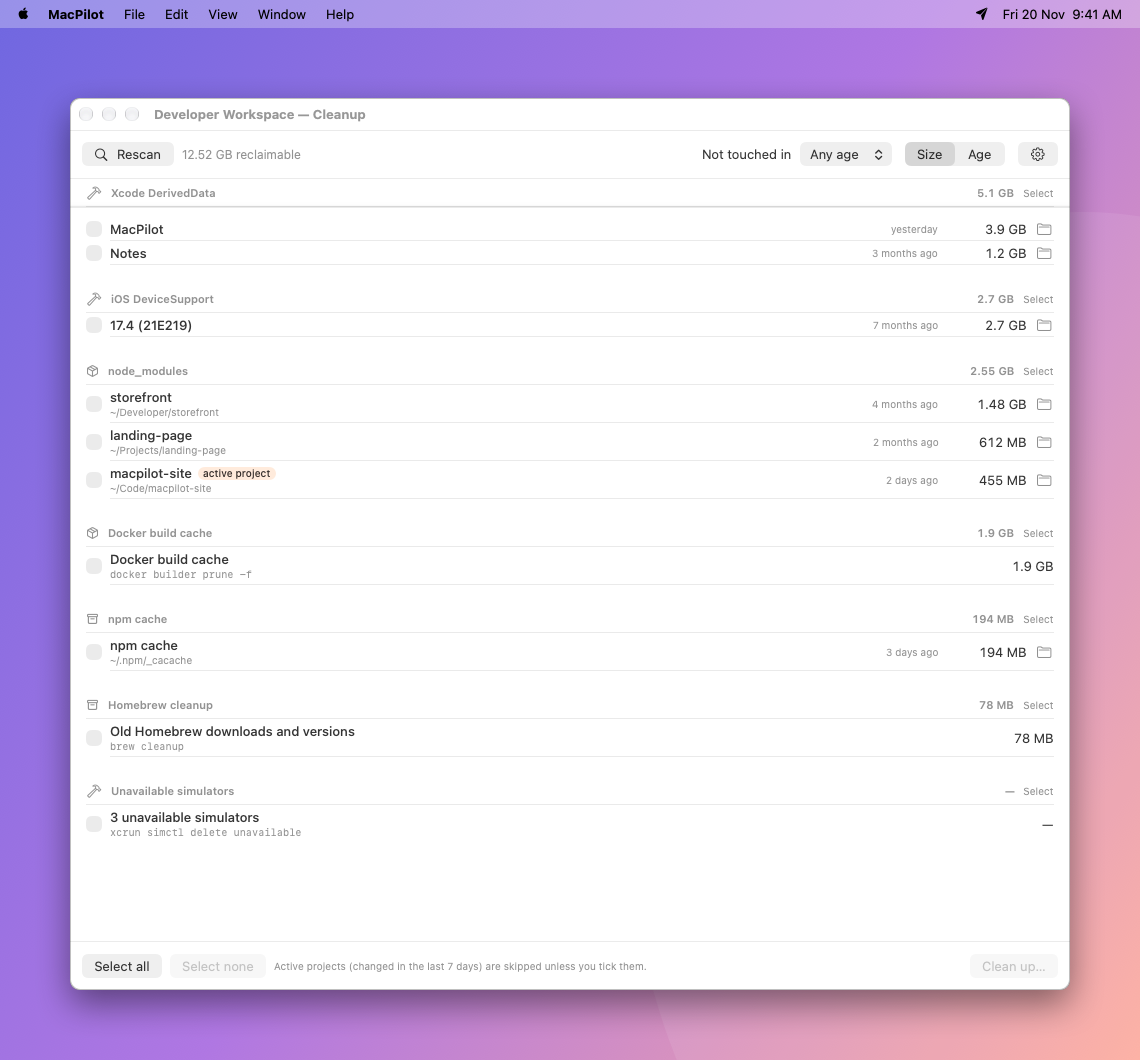 MacPilot File Edit View Window Help Fri 20 Nov 9:41 AM
Developer Workspace — Cleanup
Rescan 12.52 GB reclaimable Not touched in Any age Size Age
Xcode DerivedData 5.1 GB Select
MacPilot yesterday 3.9 GB
Notes 3 months ago 1.2 GB
iOS DeviceSupport 2.7 GB Select
17.4 (21E219) 7 months ago 2.7 GB
node_modules 2.55 GB Select
storefront
~/Developer/storefront 4 months ago 1.48 GB
landing-page
~/Projects/landing-page 2 months ago 612 MB
macpilot-site active project
~/Code/macpilot-site 2 days ago 455 MB
Docker build cache 1.9 GB Select
Docker build cache
docker builder prune -f 1.9 GB
npm cache 194 MB Select
npm cache
~/.npm/_cacache 3 days ago 194 MB
Homebrew cleanup 78 MB Select
Old Homebrew downloads and versions
brew cleanup 78 MB
Unavailable simulators — Select
3 unavailable simulators
xcrun simctl delete unavailable —
Select all Select none Active projects (changed in the last 7 days) are skipped unless you tick them. Clean up...